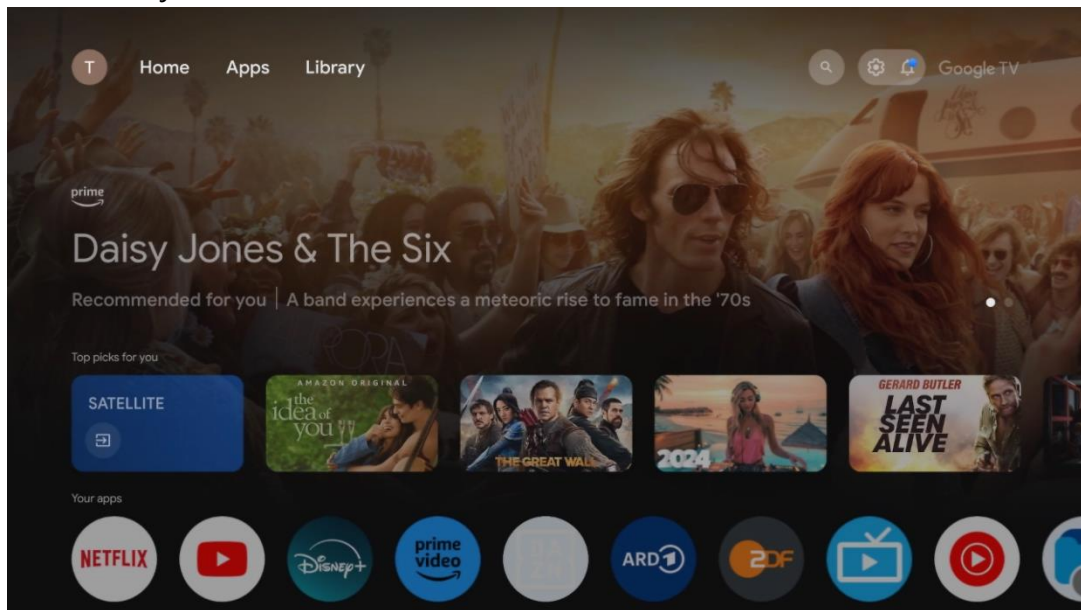 T
Home
Apps
Library
Google TV
prime
Daisy Jones & The Six
Recommended for you | A band experiences a meteoric rise to fame in the '70s
Top picks for you
SATELLITE
AMAZON ORIGINAL
the
idea of
you
THE GREAT WALL
2024
GERARD BUTLER
LAST
SEEN
ALIVE
Your apps
NETFLIX
Disney+
prime
video
ARD 1
ZDF